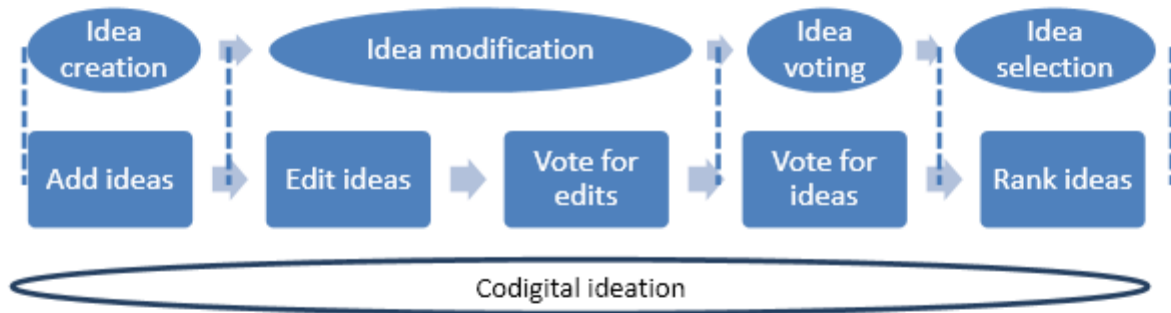 Idea
creation
Idea modification
Idea
voting
Idea
selection
Add ideas
Edit ideas
Vote for
edits
Vote for
ideas
Rank ideas
Codigital ideation